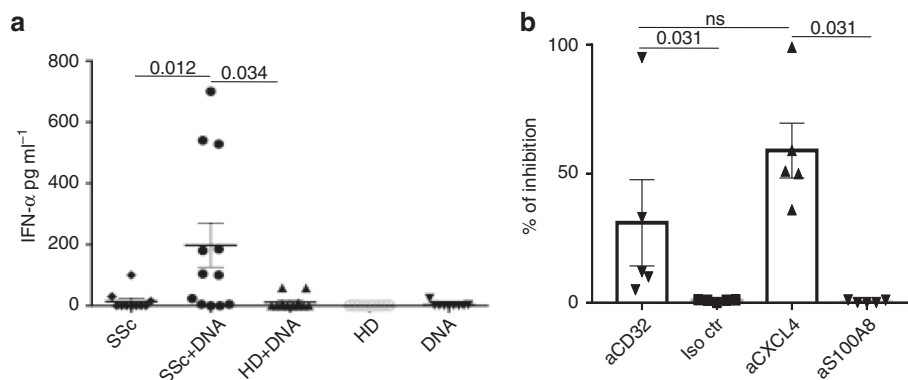 a
800
600
400
200
0
IFN-α pg ml⁻¹
0.012
0.034
SSc
SSc+DNA
HD+DNA
HD
DNA
b
100
50
0
% of inhibition
ns
0.031
0.031
aCD32
Iso ctr
aCXCL4
aS100A8